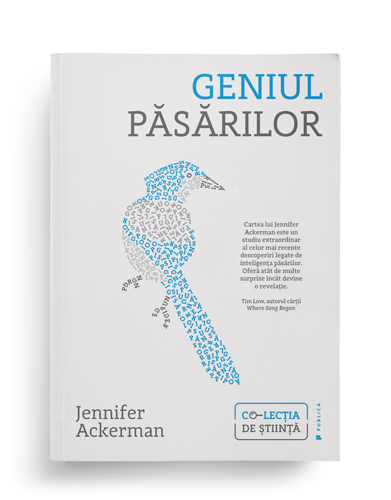 GENIUL
PĂSĂRILOR
Cartea lui Jennifer
Ackerman este un
studiu extraordinar
al celor mai recente
descoperiri legate de
inteligența păsărilor.
Oferă atât de multe
surprize încât devine
o revelație.
Tim Low, autorul cărții
Where Song Began
Jennifer
Ackerman
CO-LECȚIA
DE ȘTIINȚĂ
PUBLICA